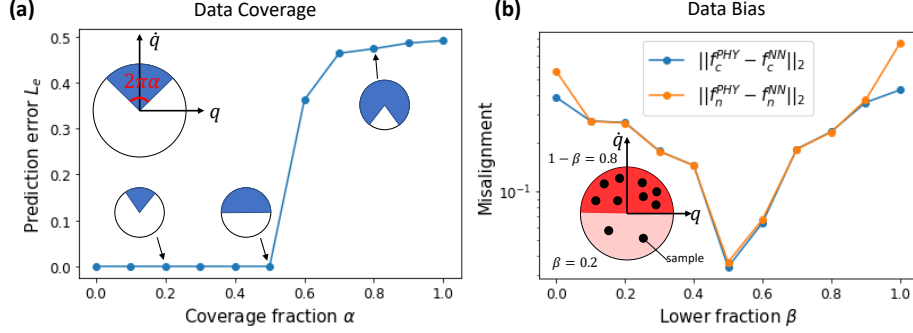 (a)
Data Coverage
Prediction error L_e
0.5
0.4
0.3
0.2
0.1
0.0
q̇
2πα
q
0.0 0.2 0.4 0.6 0.8 1.0
Coverage fraction α
(b)
Data Bias
Misalignment
10⁻¹
||f_c^PHY − f_c^NN||₂
||f_n^PHY − f_n^NN||₂
q̇
1 − β = 0.8
q
sample
β = 0.2
0.0 0.2 0.4 0.6 0.8 1.0
Lower fraction β